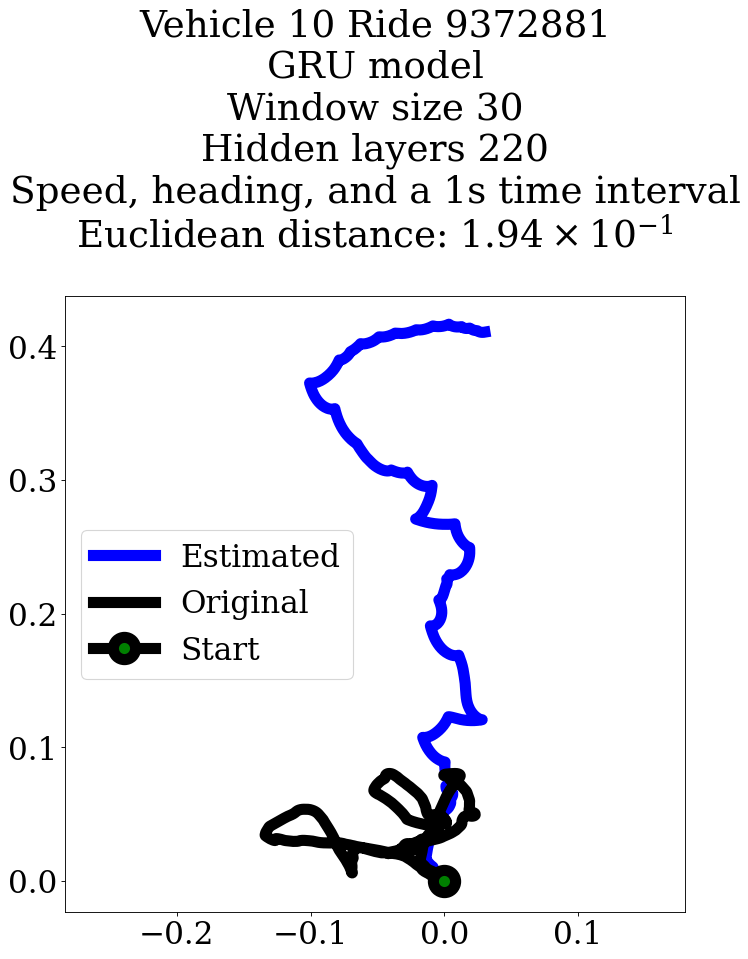 Vehicle 10 Ride 9372881
GRU model
Window size 30
Hidden layers 220
Speed, heading, and a 1s time interval
Euclidean distance: 1.94 × 10⁻¹
0.4
0.3
0.2
0.1
0.0
Estimated
Original
Start
−0.2
−0.1
0.0
0.1